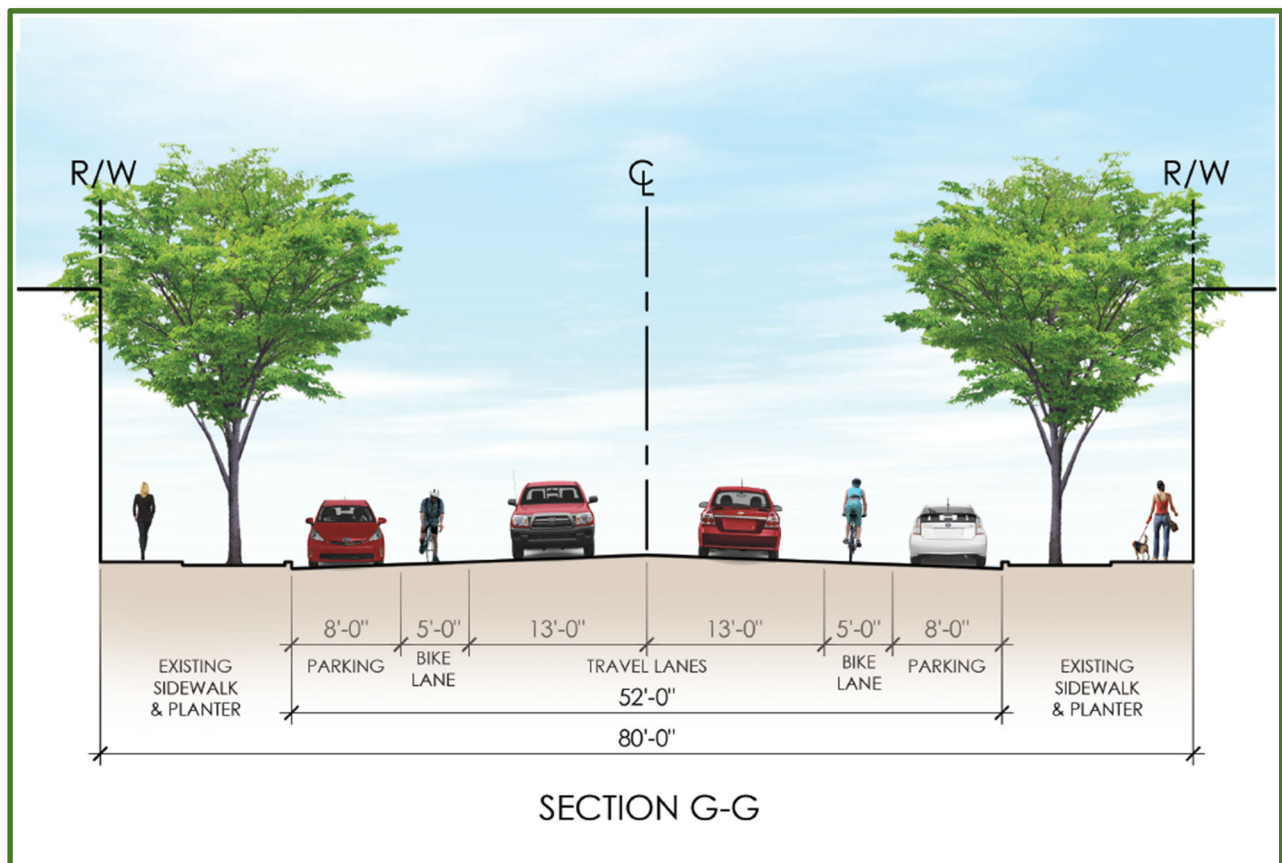 R/W
℄
R/W
8'-0"
5'-0"
13'-0"
13'-0"
5'-0"
8'-0"
PARKING
BIKE
LANE
TRAVEL LANES
BIKE
LANE
PARKING
EXISTING
SIDEWALK
& PLANTER
EXISTING
SIDEWALK
& PLANTER
52'-0"
80'-0"
SECTION G-G